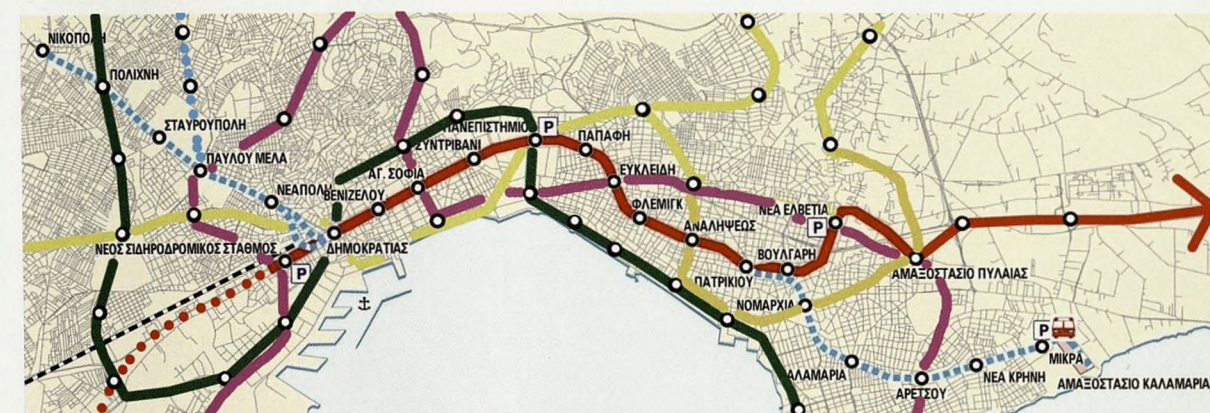 ΝΙΚΟΠΟΛΗ
ΠΟΛΙΧΝΗ
ΣΤΑΥΡΟΥΠΟΛΗ
ΠΑΥΛΟΥ ΜΕΛΑ
ΝΕΑΠΟΛΗ
ΒΕΝΙΖΕΛΟΥ
ΑΓ. ΣΟΦΙΑ
ΣΥΝΤΡΙΒΑΝΙ
ΠΑΝΕΠΙΣΤΗΜΙΟ
P
ΠΑΠΑΦΗ
ΕΥΚΛΕΙΔΗ
ΦΛΕΜΙΓΚ
ΑΝΑΛΗΨΕΩΣ
ΝΕΑ ΕΛΒΕΤΙΑ
P
ΒΟΥΛΓΑΡΗ
ΠΑΤΡΙΚΙΟΥ
ΝΕΟΣ ΣΙΔΗΡΟΔΡΟΜΙΚΟΣ ΣΤΑΘΜΟΣ
P
ΔΗΜΟΚΡΑΤΙΑΣ
ΑΜΑΞΟΣΤΑΣΙΟ ΠΥΛΑΙΑΣ
ΝΟΜΑΡΧΙΑ
ΚΑΛΑΜΑΡΙΑ
ΑΡΕΤΣΟΥ
ΝΕΑ ΚΡΗΝΗ
P
ΜΙΚΡΑ
ΑΜΑΞΟΣΤΑΣΙΟ ΚΑΛΑΜΑΡΙΑ